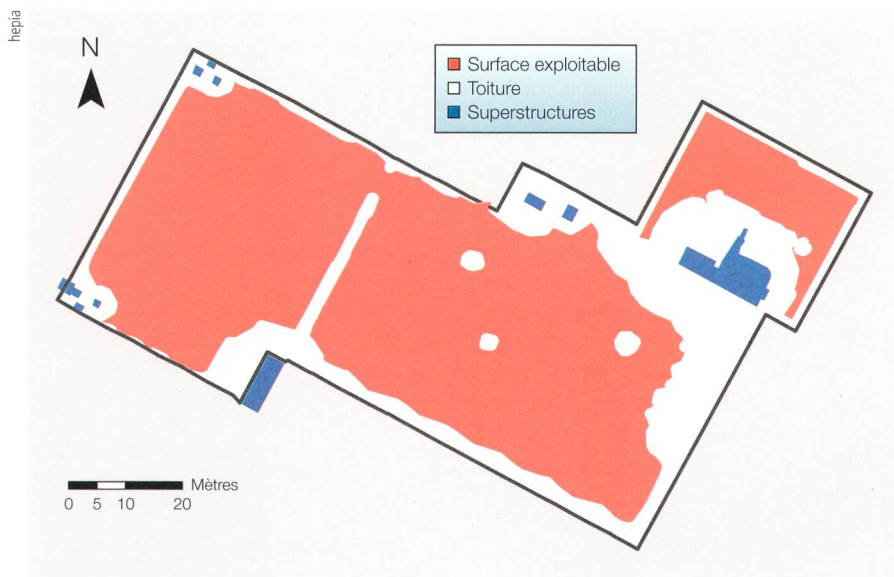 hepia
N
Surface exploitable
Toiture
Superstructures
Mètres
0 5 10 20